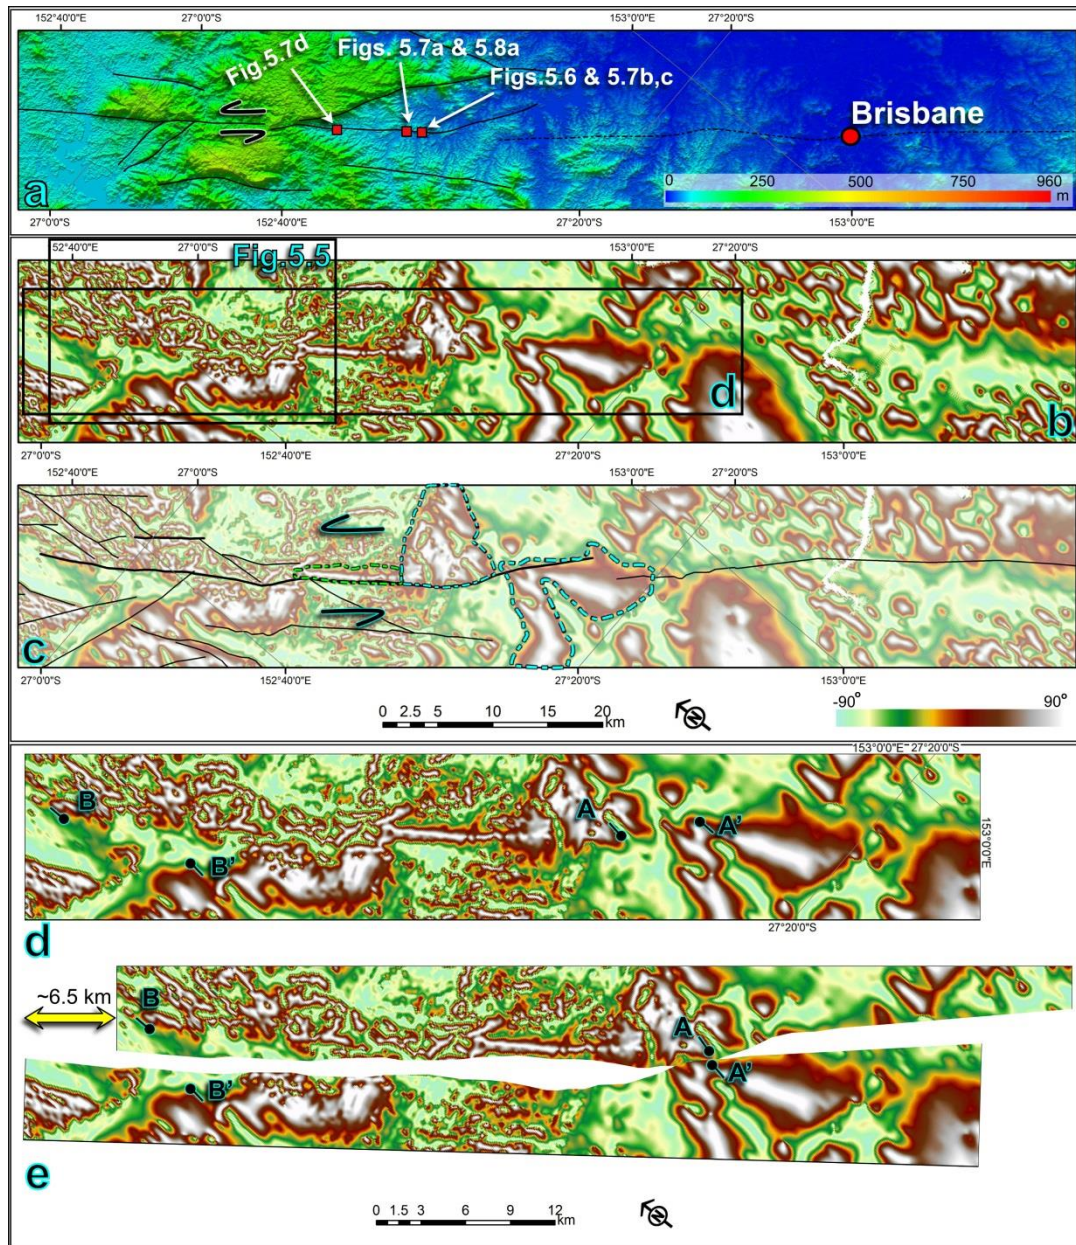 152°40'0"E 27°0'0"S 153°0'0"E 27°20'0"S
Fig.5.7d
Figs. 5.7a & 5.8a
Figs.5.6 & 5.7b,c
Brisbane
0 250 500 750 960
m
a
27°0'0"S 152°40'0"E 27°20'0"S 153°0'0"E
52°40'0"E 27°0'0"S 153°0'0"E 27°20'0"S
Fig.5.5
d
b
27°0'0"S 152°40'0"E 27°20'0"S 153°0'0"E
152°40'0"E 27°0'0"S 153°0'0"E 27°20'0"S
c
27°0'0"S 152°40'0"E 27°20'0"S 153°0'0"E
0 2.5 5 10 15 20
km
N
-90° 90°
153°0'0"E 27°20'0"S
B
A
A'
B'
153°0'0"E
27°20'0"S
d
~6.5 km
B
A
A'
B'
e
0 1.5 3 6 9 12
km
N